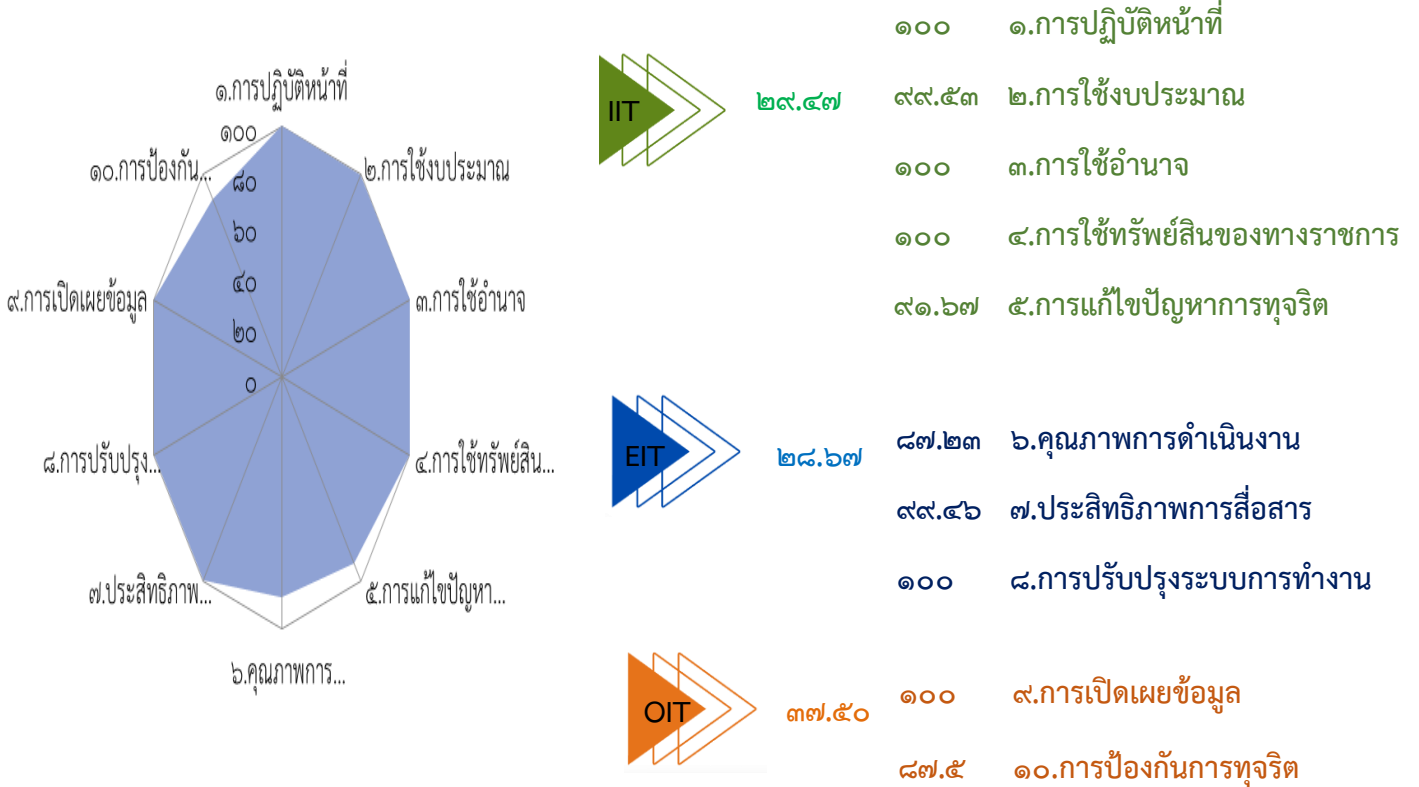 ๑.การปฏิบัติหน้าที่
๑๐๐
๑๐.การป้องกัน...
๘๐
๒.การใช้งบประมาณ
๖๐
๔๐
๙.การเปิดเผยข้อมูล
๓.การใช้อำนาจ
๒๐
๐
๘.การปรับปรุง...
๔.การใช้ทรัพย์สิน...
๗.ประสิทธิภาพ...
๕.การแก้ไขปัญหา...
๖.คุณภาพการ...
IIT
๒๙.๔๗
๑๐๐ ๑.การปฏิบัติหน้าที่
๙๙.๕๓ ๒.การใช้งบประมาณ
๑๐๐ ๓.การใช้อำนาจ
๑๐๐ ๔.การใช้ทรัพย์สินของทางราชการ
๙๑.๖๗ ๕.การแก้ไขปัญหาการทุจริต
EIT
๒๘.๖๗
๘๗.๒๓ ๖.คุณภาพการดำเนินงาน
๙๙.๔๖ ๗.ประสิทธิภาพการสื่อสาร
๑๐๐ ๘.การปรับปรุงระบบการทำงาน
OIT
๓๗.๕๐
๑๐๐ ๙.การเปิดเผยข้อมูล
๘๗.๕ ๑๐.การป้องกันการทุจริต